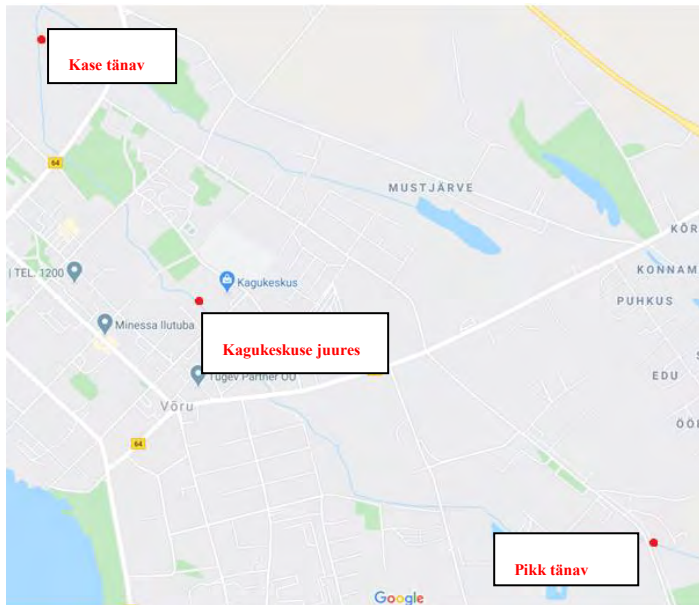 Kase tänav
64
MUSTJÄRVE
KÕR
KONNAM
| TEL. 1200
Kagukeskus
PUHKUS
Minessa Ilutuba
Kagukeskuse juures
Tugev Partner OÜ
EDU
Võru
64
ÖÖ
Pikk tänav
Google